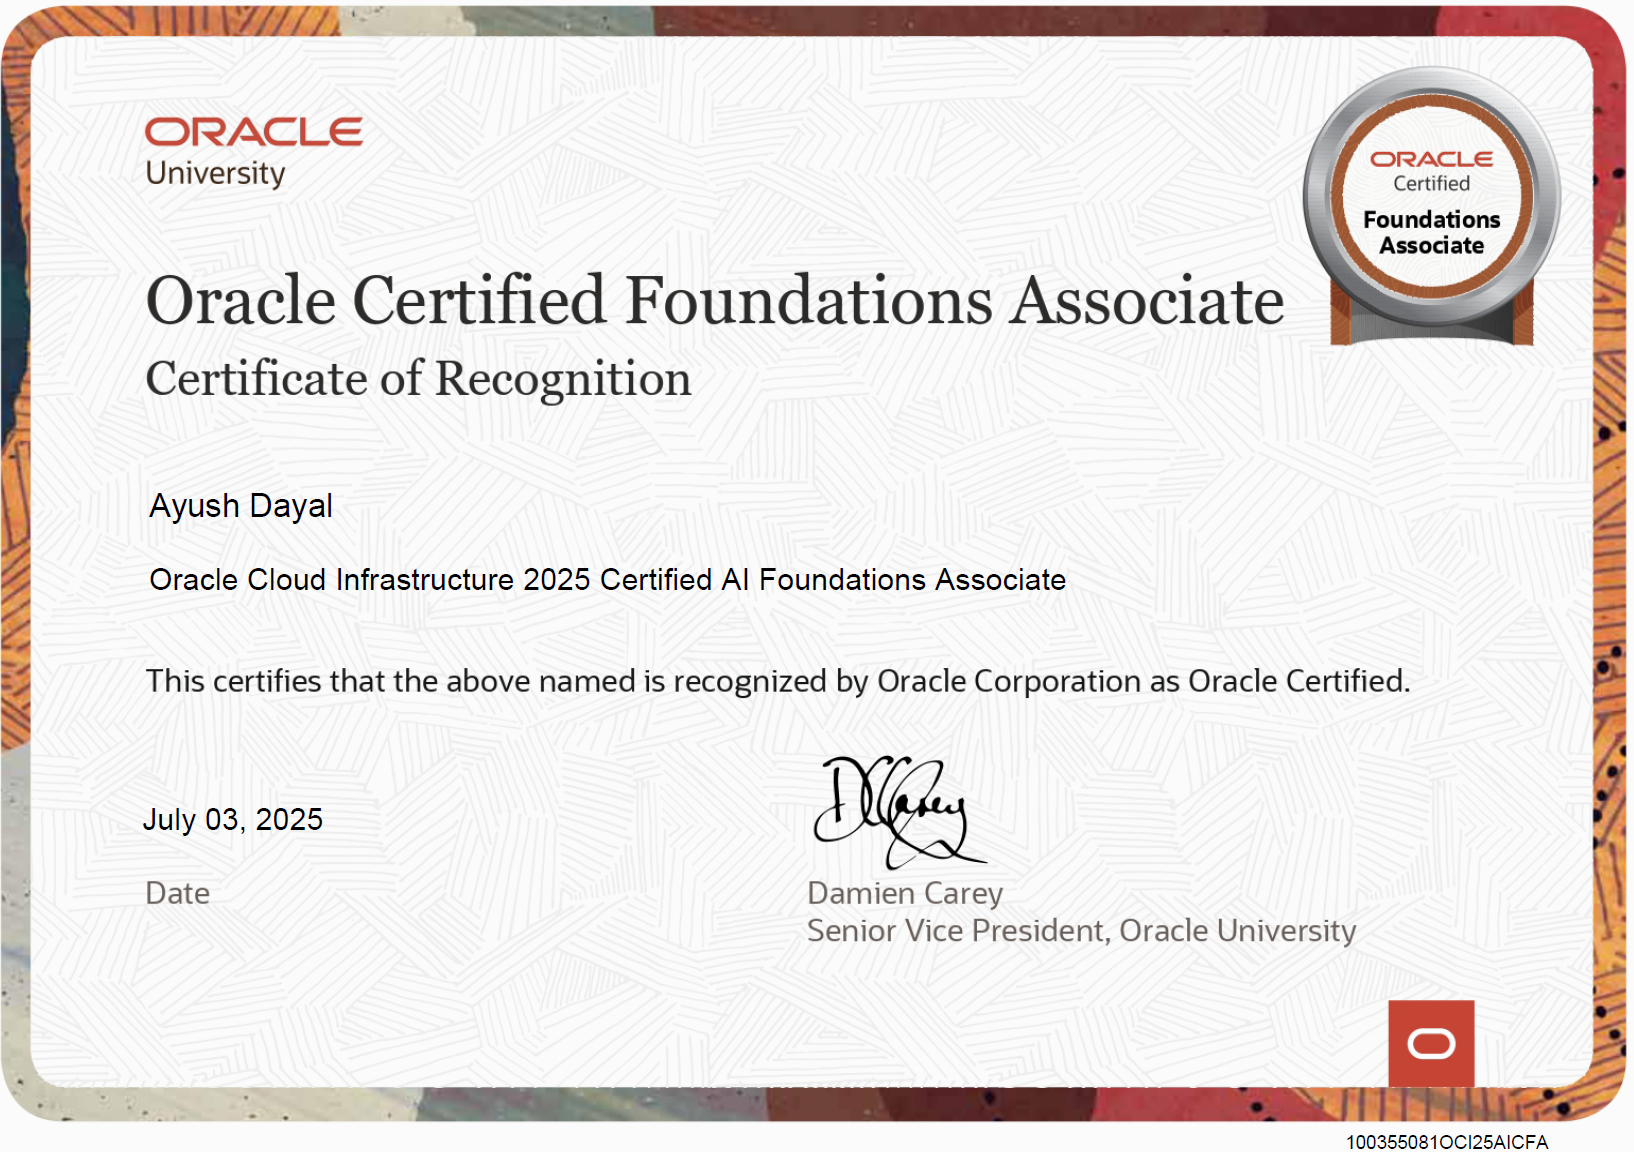 ORACLE
University
ORACLE
Certified
Foundations
Associate
Oracle Certified Foundations Associate
Certificate of Recognition
Ayush Dayal
Oracle Cloud Infrastructure 2025 Certified AI Foundations Associate
This certifies that the above named is recognized by Oracle Corporation as Oracle Certified.
July 03, 2025
Date
DCarey
Damien Carey
Senior Vice President, Oracle University
100355081OCI25AICFA